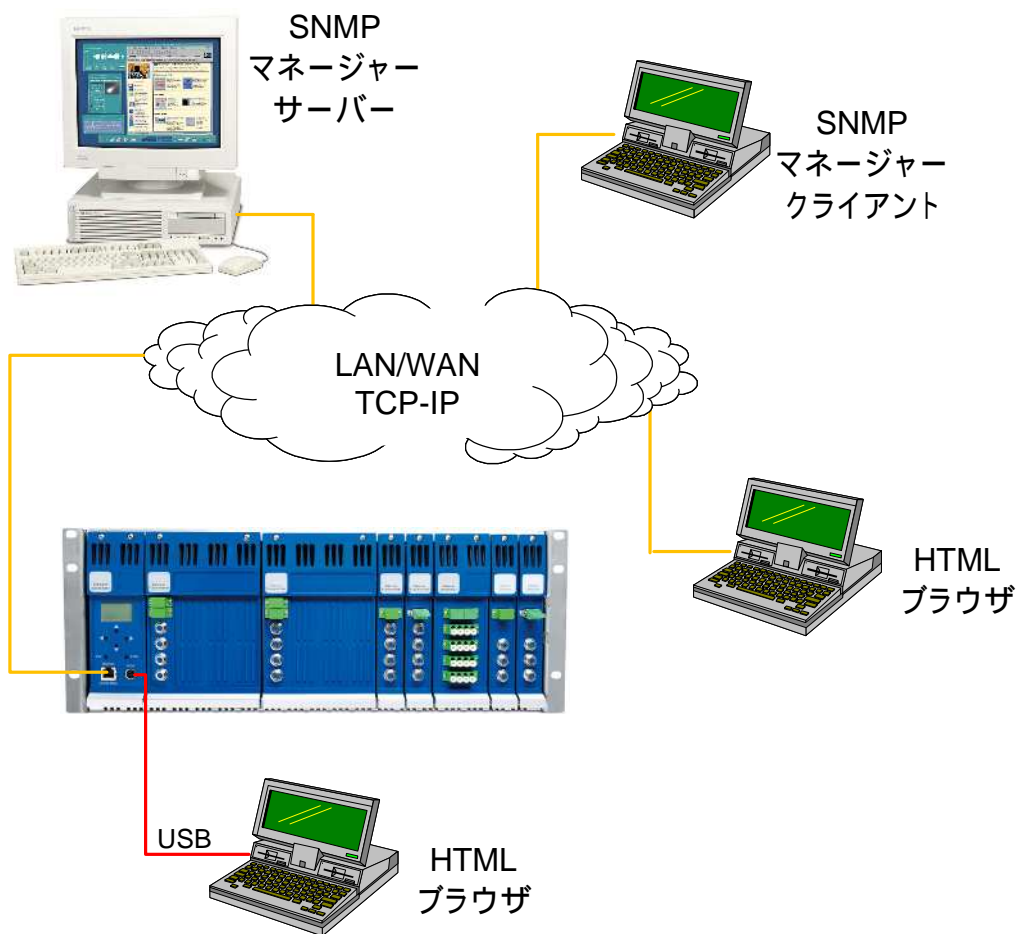 SNMP
マネージャー
サーバー
SNMP
マネージャー
クライアント
LAN/WAN
TCP-IP
HTML
ブラウザ
USB
HTML
ブラウザ